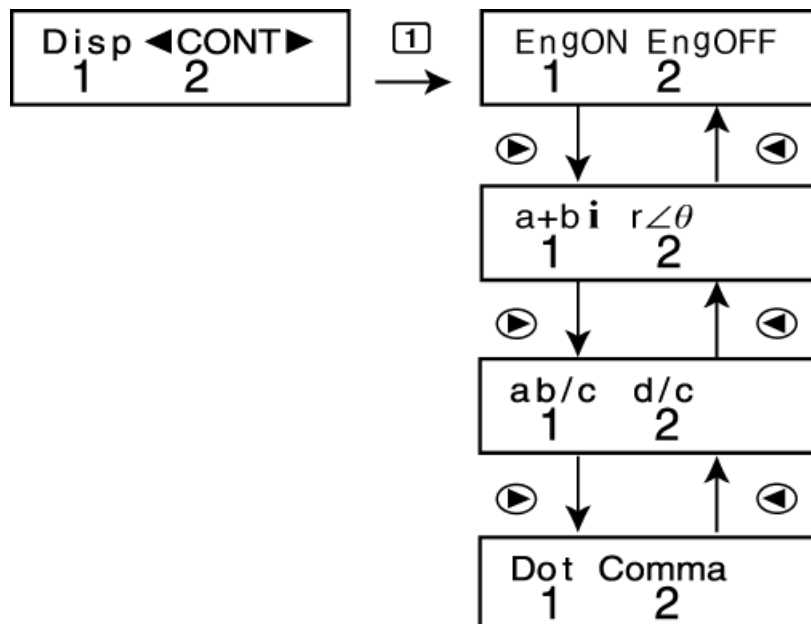 Disp ◄CONT►
1 2
1
EngON EngOFF
1 2
a+bi r∠θ
1 2
ab/c d/c
1 2
Dot Comma
1 2